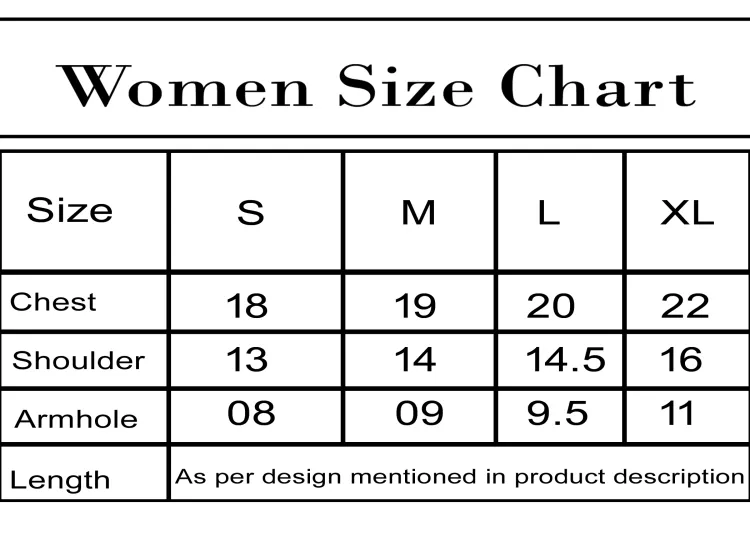 Women Size Chart
Size S M L XL
Chest 18 19 20 22
Shoulder 13 14 14.5 16
Armhole 08 09 9.5 11
Length As per design mentioned in product description